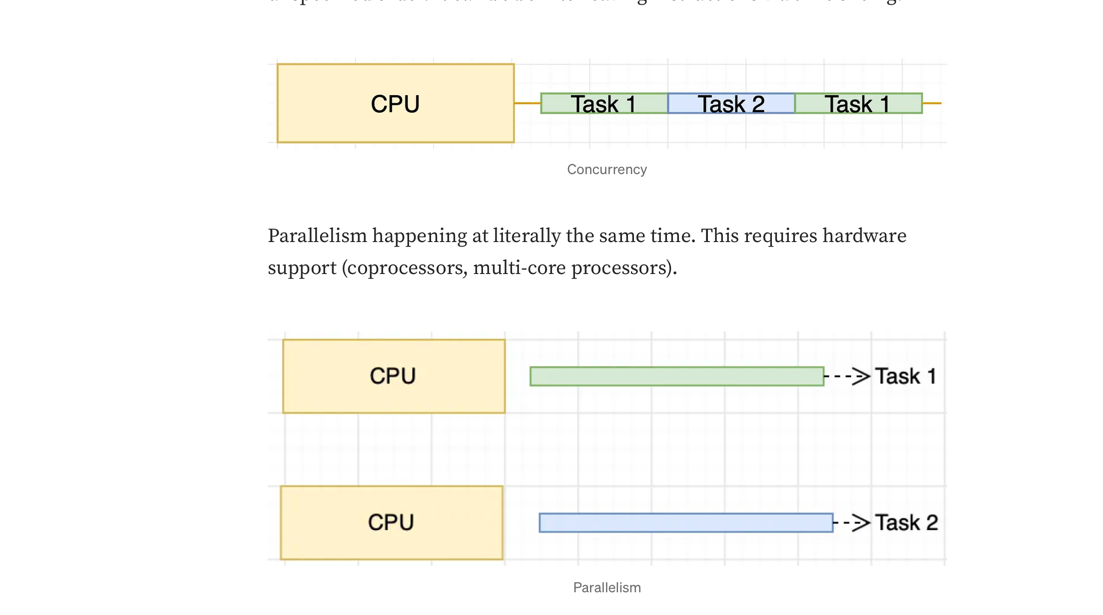 CPU
Task 1
Task 2
Task 1
Concurrency
Parallelism happening at literally the same time. This requires hardware
support (coprocessors, multi-core processors).
CPU
Task 1
CPU
Task 2
Parallelism